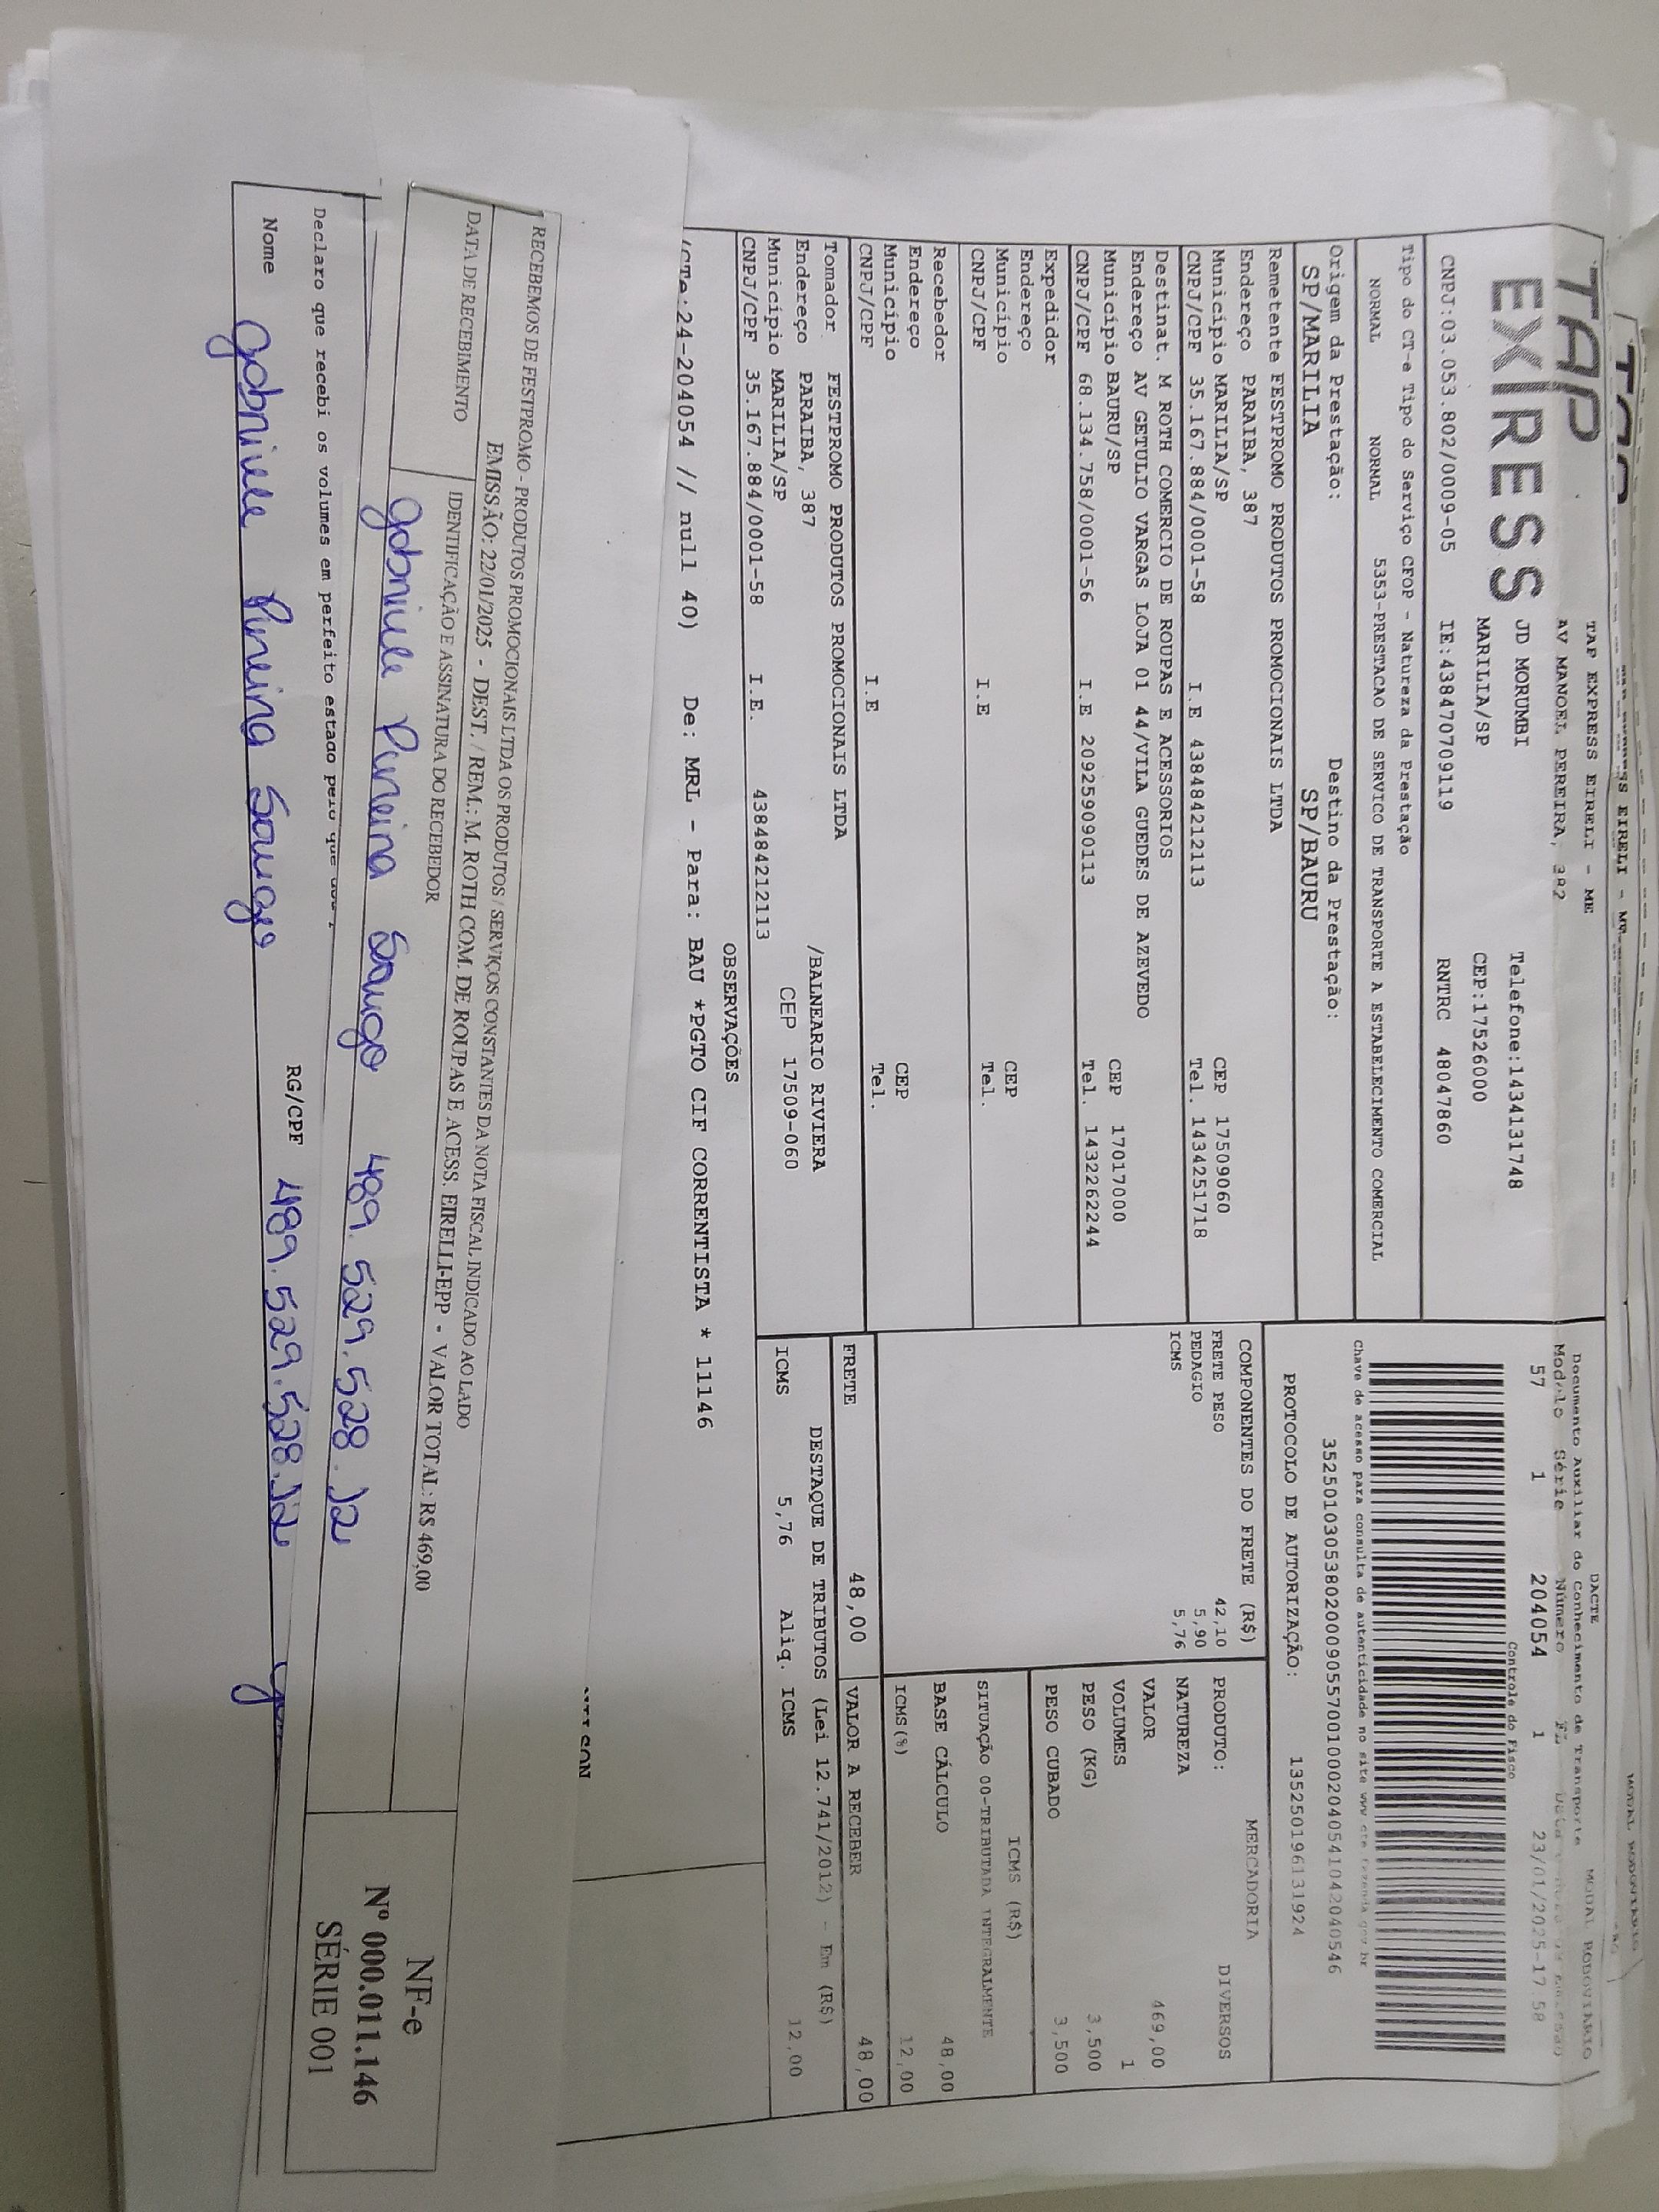 TAP
EXPRESS
TAP EXPRESS EIRELI - ME
AV MANOEL PEREIRA, 382
JD MORUMBI
Telefone:1434131748
MARILIA/SP
CEP:17526000
CNPJ:03.053.802/0009-05
IE:438470709119
RNTRC 48047860
Tipo do CT-e Tipo do Serviço CFOP - Natureza da Prestação
NORMAL NORMAL 5353-PRESTACAO DE SERVICO DE TRANSPORTE A ESTABELECIMENTO COMERCIAL
Origem da Prestação: Destino da Prestação:
SP/MARILIA SP/BAURU
Remetente FESTPROMO PRODUTOS PROMOCIONAIS LTDA
Endereço PARAIBA, 387
Município MARILIA/SP CEP 17509060
CNPJ/CPF 35.167.884/0001-58 I.E 438484212113 Tel. 1434251718
Destinat. M ROTH COMERCIO DE ROUPAS E ACESSORIOS
Endereço AV GETULIO VARGAS LOJA 01 44/VILA GUEDES DE AZEVEDO
Município BAURU/SP CEP 17017000
CNPJ/CPF 68.134.758/0001-56 I.E 209259090113 Tel. 1432262244
Expedidor
Endereço
Município CEP
CNPJ/CPF I.E Tel.
Recebedor
Endereço
Município CEP
CNPJ/CPF I.E Tel.
Tomador FESTPROMO PRODUTOS PROMOCIONAIS LTDA
Endereço PARAIBA, 387 /BALNEARIO RIVIERA
Município MARILIA/SP CEP 17509-060
CNPJ/CPF 35.167.884/0001-58 I.E. 438484212113
DACTE MODAL RODOVIARIO
Documento Auxiliar do Conhecimento de Transporte
Modelo Série Número FL
57 1 204054 1 23/01/2025-17:58
Controle do Fisco
Chave de acesso para consulta de autenticidade no site www cte fazenda gov br
35250103053802000905570010002040541042040546
PROTOCOLO DE AUTORIZAÇÃO: 135250196131924
COMPONENTES DO FRETE (R$)
FRETE PESO 42,10
PEDAGIO 5,90
ICMS 5,76
MERCADORIA
PRODUTO: DIVERSOS
NATUREZA
VALOR 469,00
VOLUMES 1
PESO (KG) 3,500
PESO CUBADO 3,500
ICMS (R$)
SITUAÇÃO 00-TRIBUTADA INTEGRALMENTE
BASE CÁLCULO 48,00
ICMS(%) 12,00
FRETE 48,00 VALOR A RECEBER 48,00
DESTAQUE DE TRIBUTOS (Lei 12.741/2012) - Em (R$)
ICMS 5,76 Aliq. ICMS 12,00
OBSERVAÇÕES
/CTe:24-204054 // null 40) De: MRL - Para: BAU *PGTO CIF CORRENTISTA * 11146
RECEBEMOS DE FESTPROMO - PRODUTOS PROMOCIONAIS LTDA OS PRODUTOS / SERVIÇOS CONSTANTES DA NOTA FISCAL INDICADO AO LADO
EMISSÃO: 22/01/2025 - DEST. / REM.: M. ROTH COM. DE ROUPAS E ACESS. EIRELLI-EPP - VALOR TOTAL: R$ 469,00
DATA DE RECEBIMENTO
IDENTIFICAÇÃO E ASSINATURA DO RECEBEDOR
489.529.528.12
NF-e
Nº 000.011.146
SÉRIE 001
Declaro que recebi os volumes em perfeito estado pelo que
Nome RG/CPF 489.529.528.12